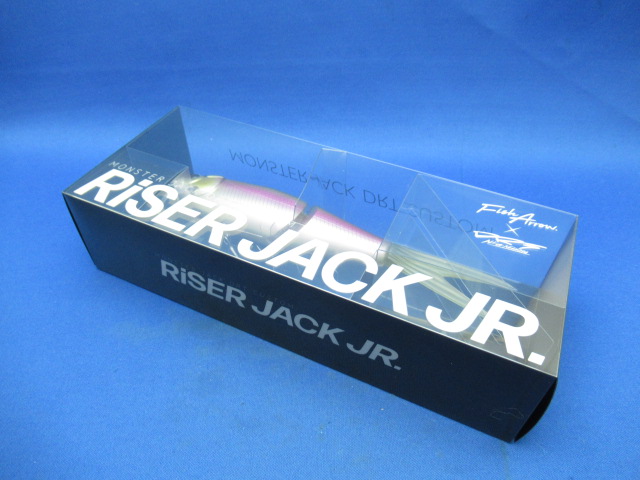 MONSTER
RiSER JACK JR.
MONSTER JACK DRT CUSTOM
Fish Arrow.
×
RiSER JACK JR.